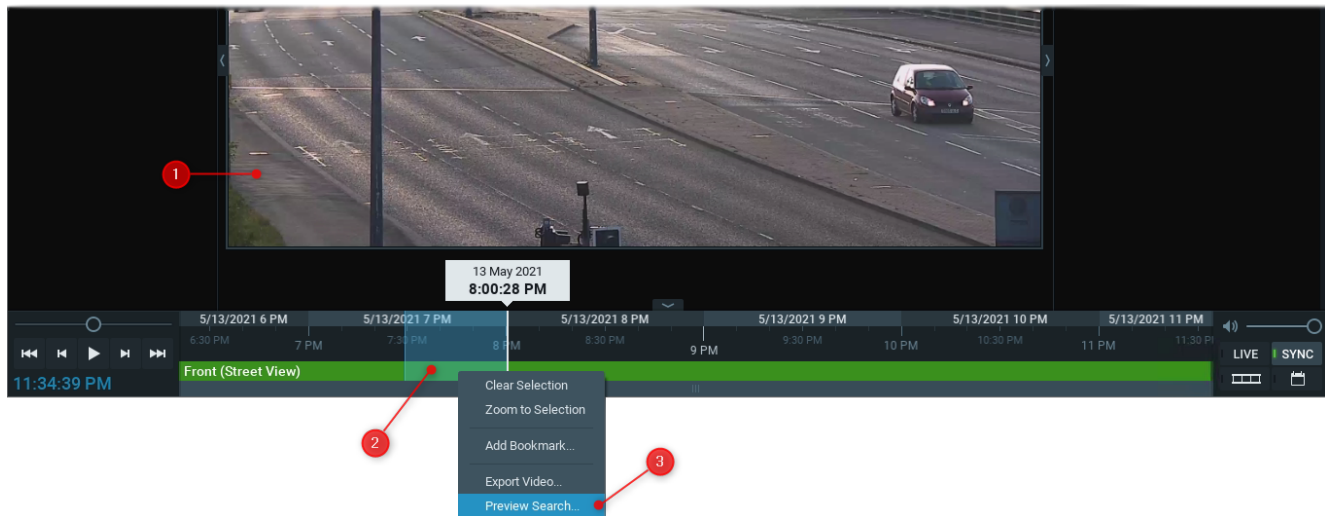 1
13 May 2021
8:00:28 PM
5/13/2021 6 PM 5/13/2021 7 PM 5/13/2021 8 PM 5/13/2021 9 PM 5/13/2021 10 PM 5/13/2021 11 PM
6:30 PM 7 PM 7:30 PM 8 PM 8:30 PM 9 PM 9:30 PM 10 PM 10:30 PM 11 PM 11:30 P
LIVE SYNC
Front (Street View)
11:34:39 PM
Clear Selection
Zoom to Selection
2
Add Bookmark...
3
Export Video...
Preview Search...